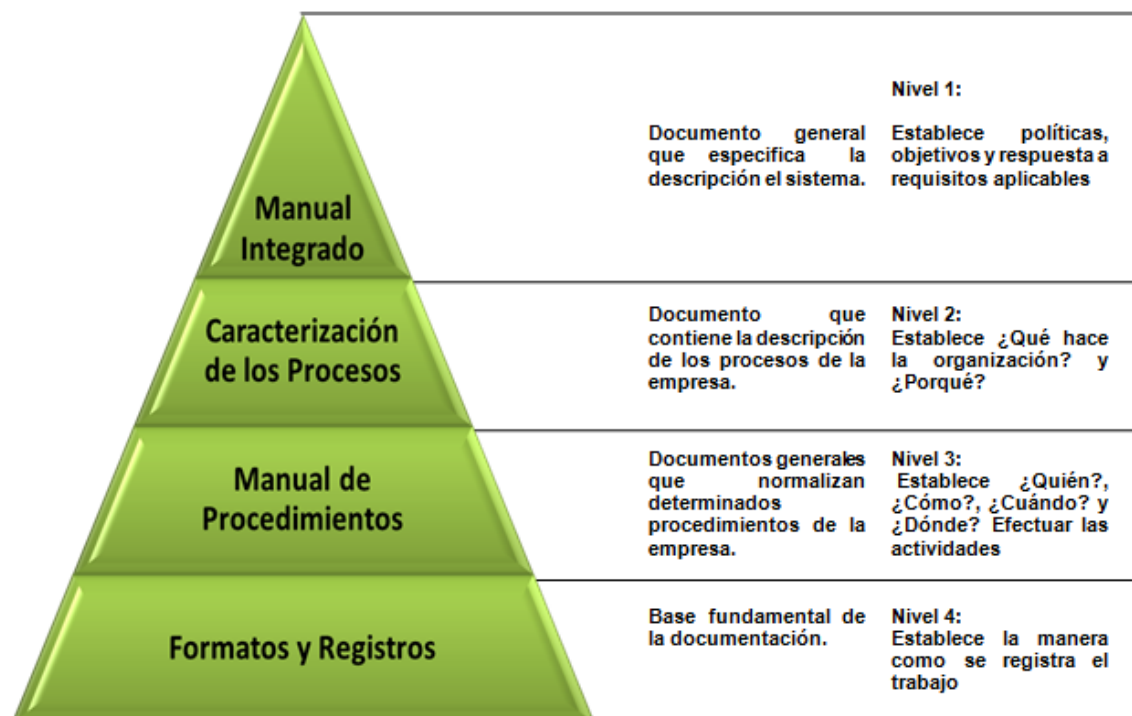 Manual
Integrado
Documento general
que especifica la
descripción el sistema.
Nivel 1:
Establece políticas,
objetivos y respuesta a
requisitos aplicables
Caracterización
de los Procesos
Documento que
contiene la descripción
de los procesos de la
empresa.
Nivel 2:
Establece ¿Qué hace
la organización? y
¿Porqué?
Manual de
Procedimientos
Documentos generales
que normalizan
determinados
procedimientos de la
empresa.
Nivel 3:
Establece ¿Quién?,
¿Cómo?, ¿Cuándo? y
¿Dónde? Efectuar las
actividades
Formatos y Registros
Base fundamental de
la documentación.
Nivel 4:
Establece la manera
como se registra el
trabajo